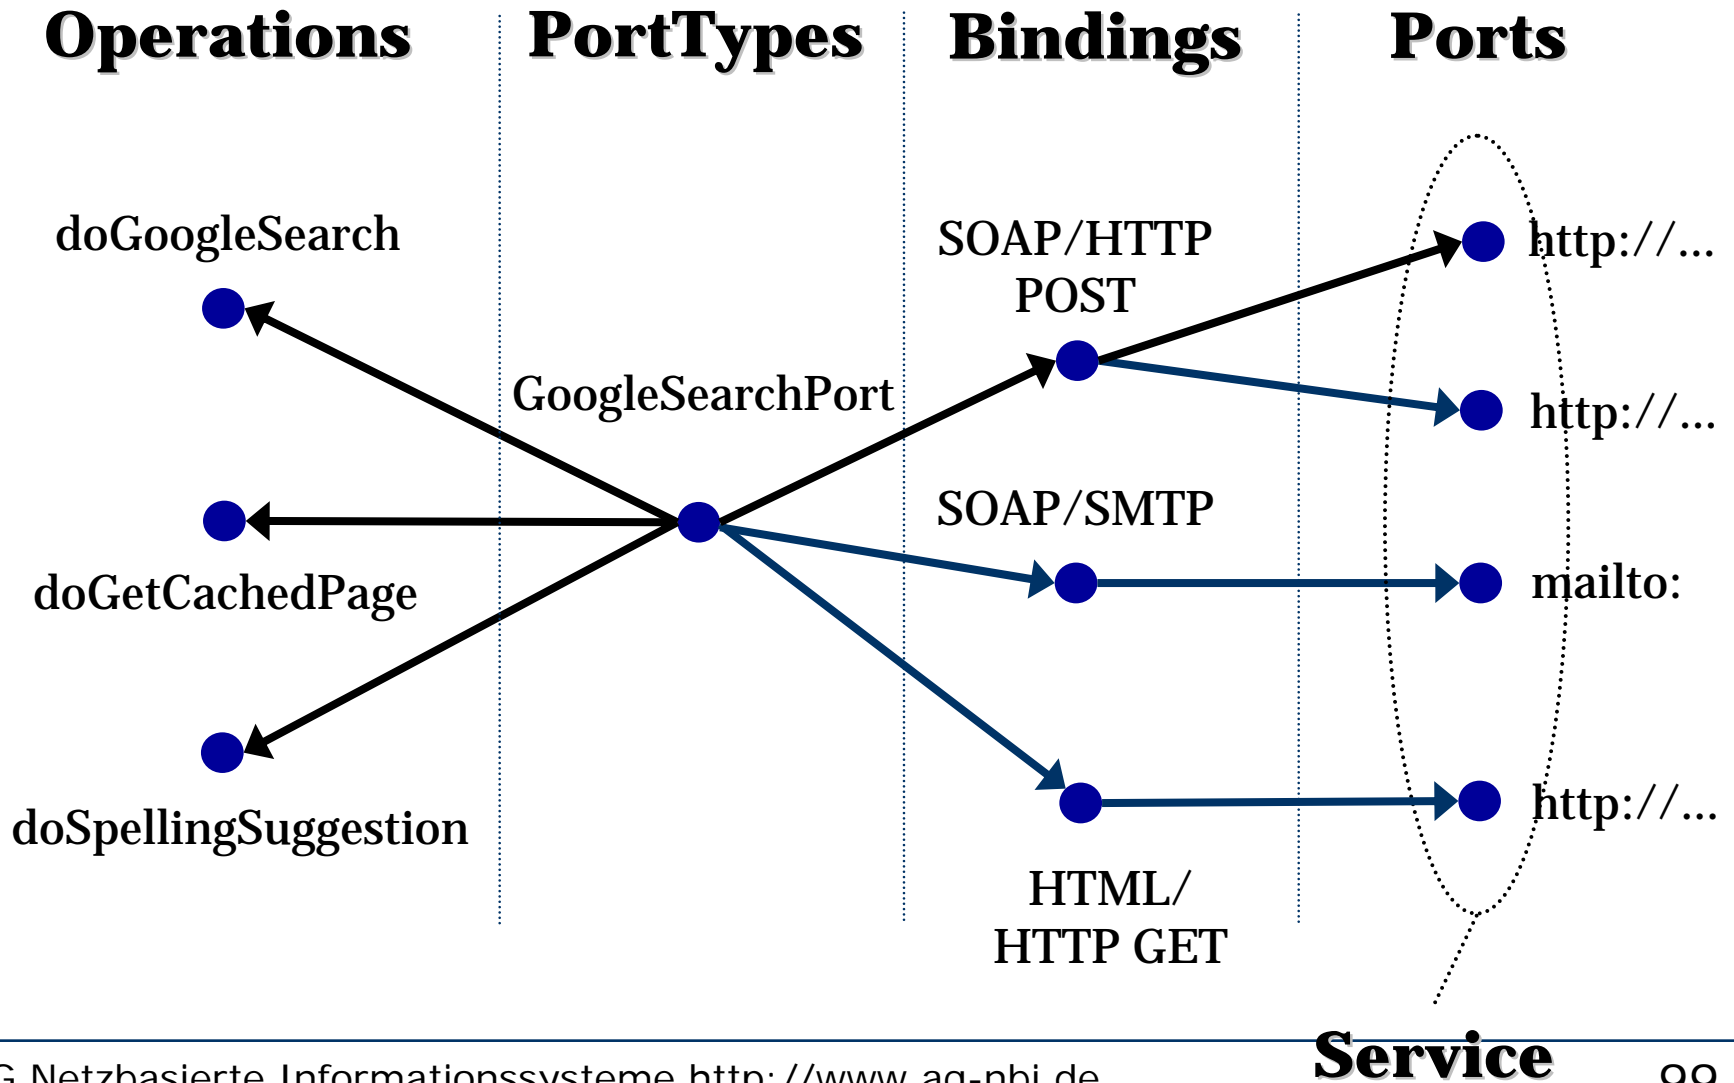 Operations PortTypes Bindings Ports
doGoogleSearch
SOAP/HTTP
POST
http://...
GoogleSearchPort
http://...
SOAP/SMTP
doGetCachedPage
mailto:
http://...
doSpellingSuggestion
HTML/
HTTP GET
Service
G Netzbasierte Informationssysteme http://www.ag-nbi.de
99